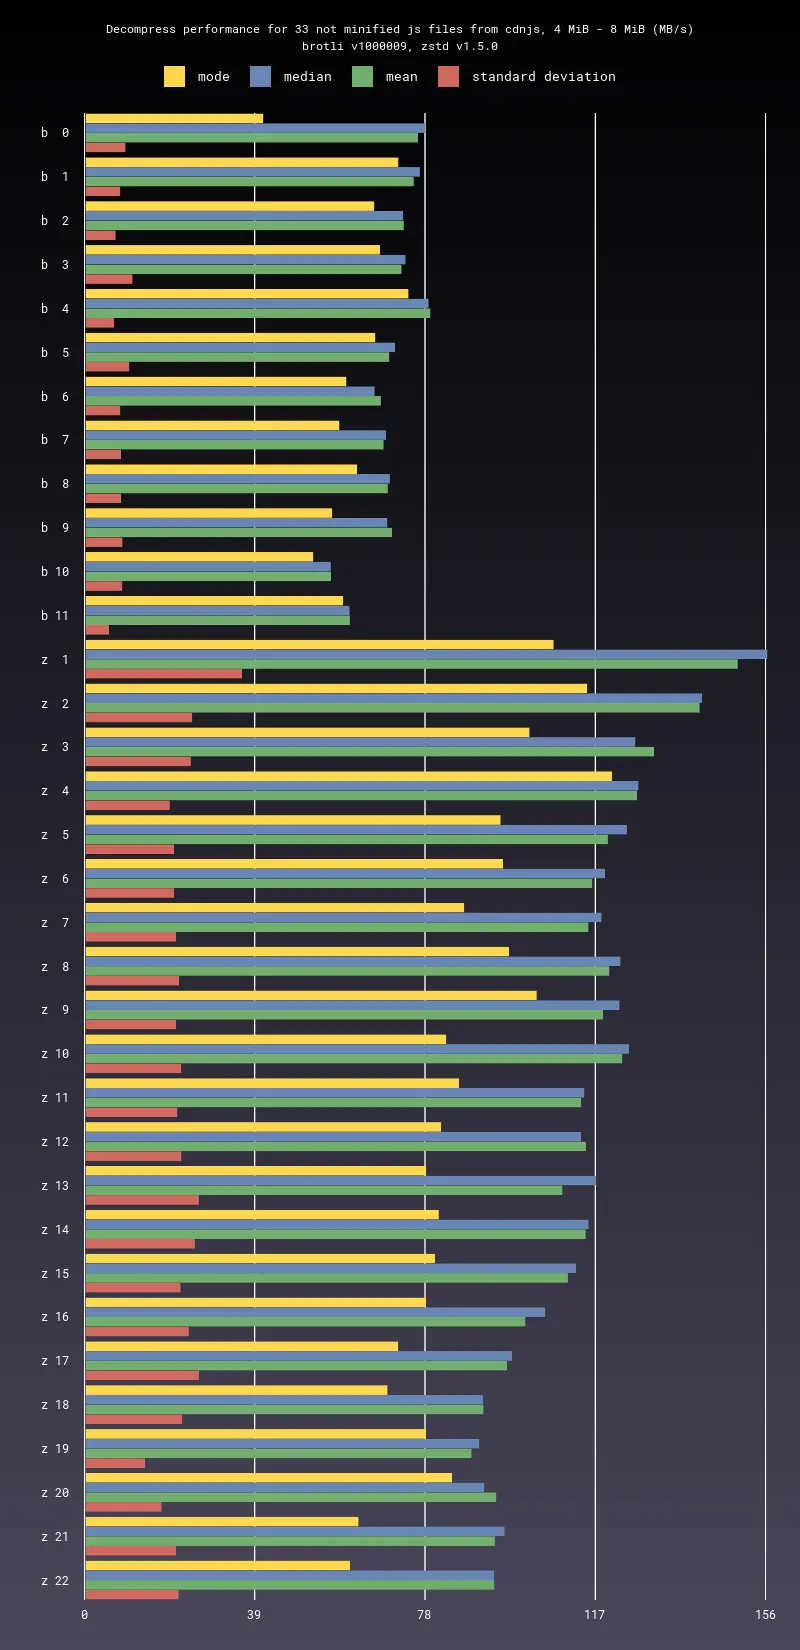 Decompress performance for 33 not minified js files from cdnjs, 4 MiB - 8 MiB (MB/s)
brotli v1000009, zstd v1.5.0
mode median mean standard deviation
b 0
b 1
b 2
b 3
b 4
b 5
b 6
b 7
b 8
b 9
b 10
b 11
z 1
z 2
z 3
z 4
z 5
z 6
z 7
z 8
z 9
z 10
z 11
z 12
z 13
z 14
z 15
z 16
z 17
z 18
z 19
z 20
z 21
z 22
0 39 78 117 156